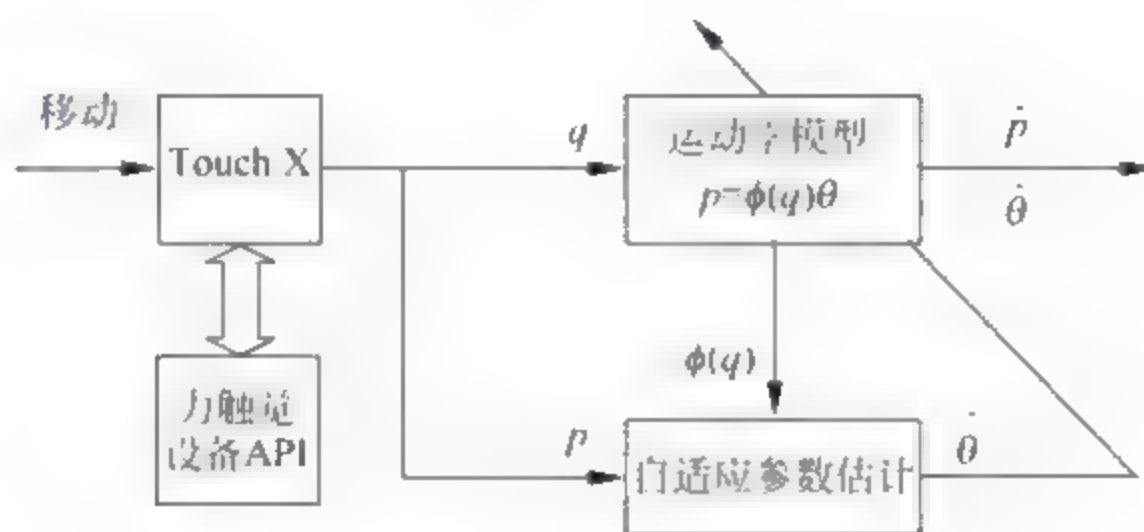 移动
Touch X
q
运动学模型
p=ϕ(q)θ
ṗ
θ̇
ϕ(q)
力触觉
设备API
p
自适应参数估计
θ̇